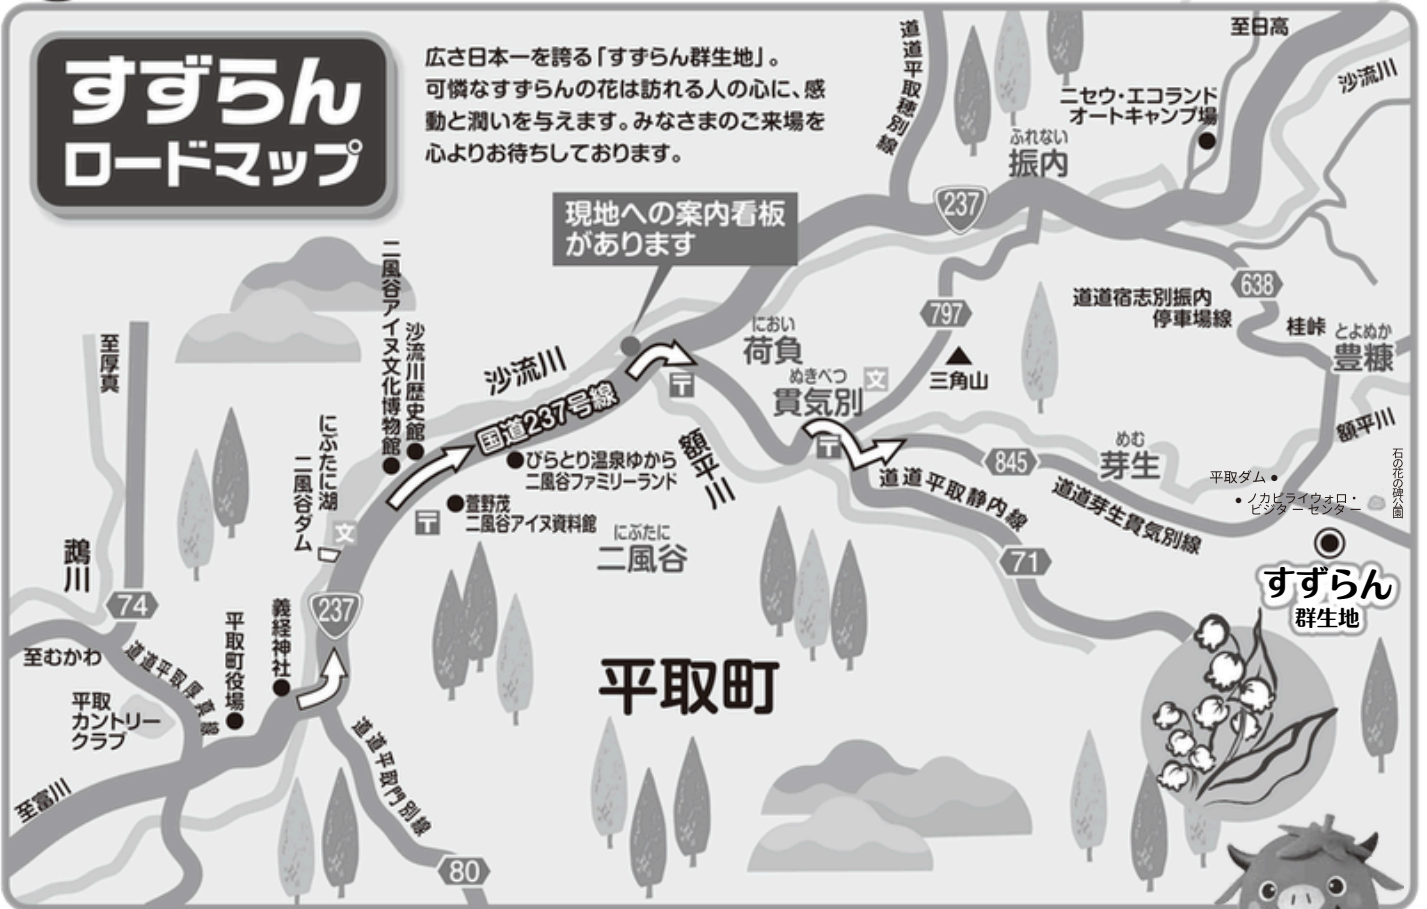 すずらん
ロードマップ
広さ日本一を誇る「すずらん群生地」。
可憐なすずらんの花は訪れる人の心に、感
動と潤いを与えます。みなさまのご来場を
心よりお待ちしております。
現地への案内看板
があります
道道平取穂別線
至日高
沙流川
ニセウ・エコランド
オートキャンプ場
ふれない
振内
237
638
道道宿志別振内
停車場線
桂峠
とよぬか
豊糠
797
三角山
におい
荷負
ぬきべつ
貫気別
文
額平川
石の花の碑公園
めむ
芽生
845
道道芽生貫気別線
平取ダム
ノカピライウォロ・
ビジターセンター
すずらん
群生地
道道平取静内線
71
二風谷アイヌ文化博物館
沙流川歴史館
沙流川
国道237号線
額平川
びらとり温泉ゆから
二風谷ファミリーランド
萱野茂
二風谷アイヌ資料館
にぶたに
二風谷
にぶたに湖
二風谷ダム
文
至厚真
鵡川
74
237
至むかわ
道道平取厚真線
平取町役場
義経神社
平取
カントリー
クラブ
至富川
道道平取門別線
80
平取町